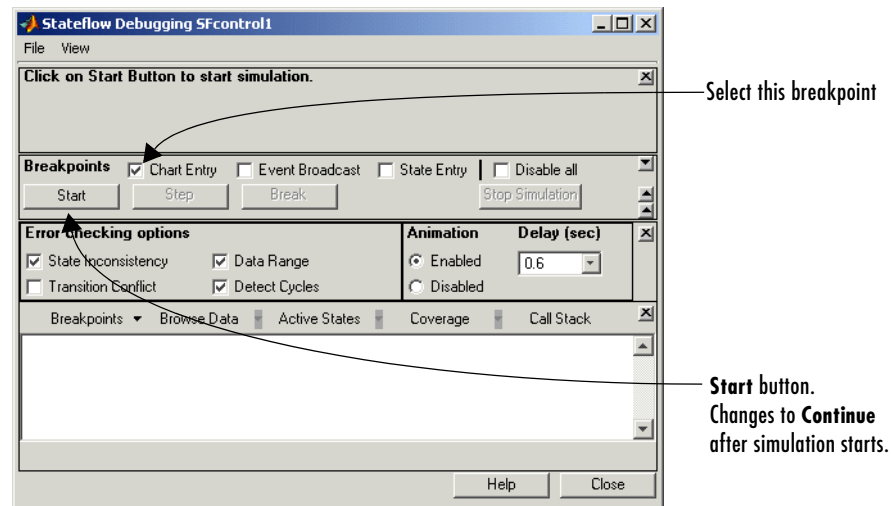 Stateflow Debugging SFcontrol1
File View
Click on Start Button to start simulation.
Select this breakpoint
Breakpoints Chart Entry Event Broadcast State Entry Disable all
Start Step Break Stop Simulation
Error checking options Animation Delay (sec)
State Inconsistency Data Range Enabled 0.6
Transition Conflict Detect Cycles Disabled
Breakpoints Browse Data Active States Coverage Call Stack
Start button.
Changes to Continue
after simulation starts.
Help Close